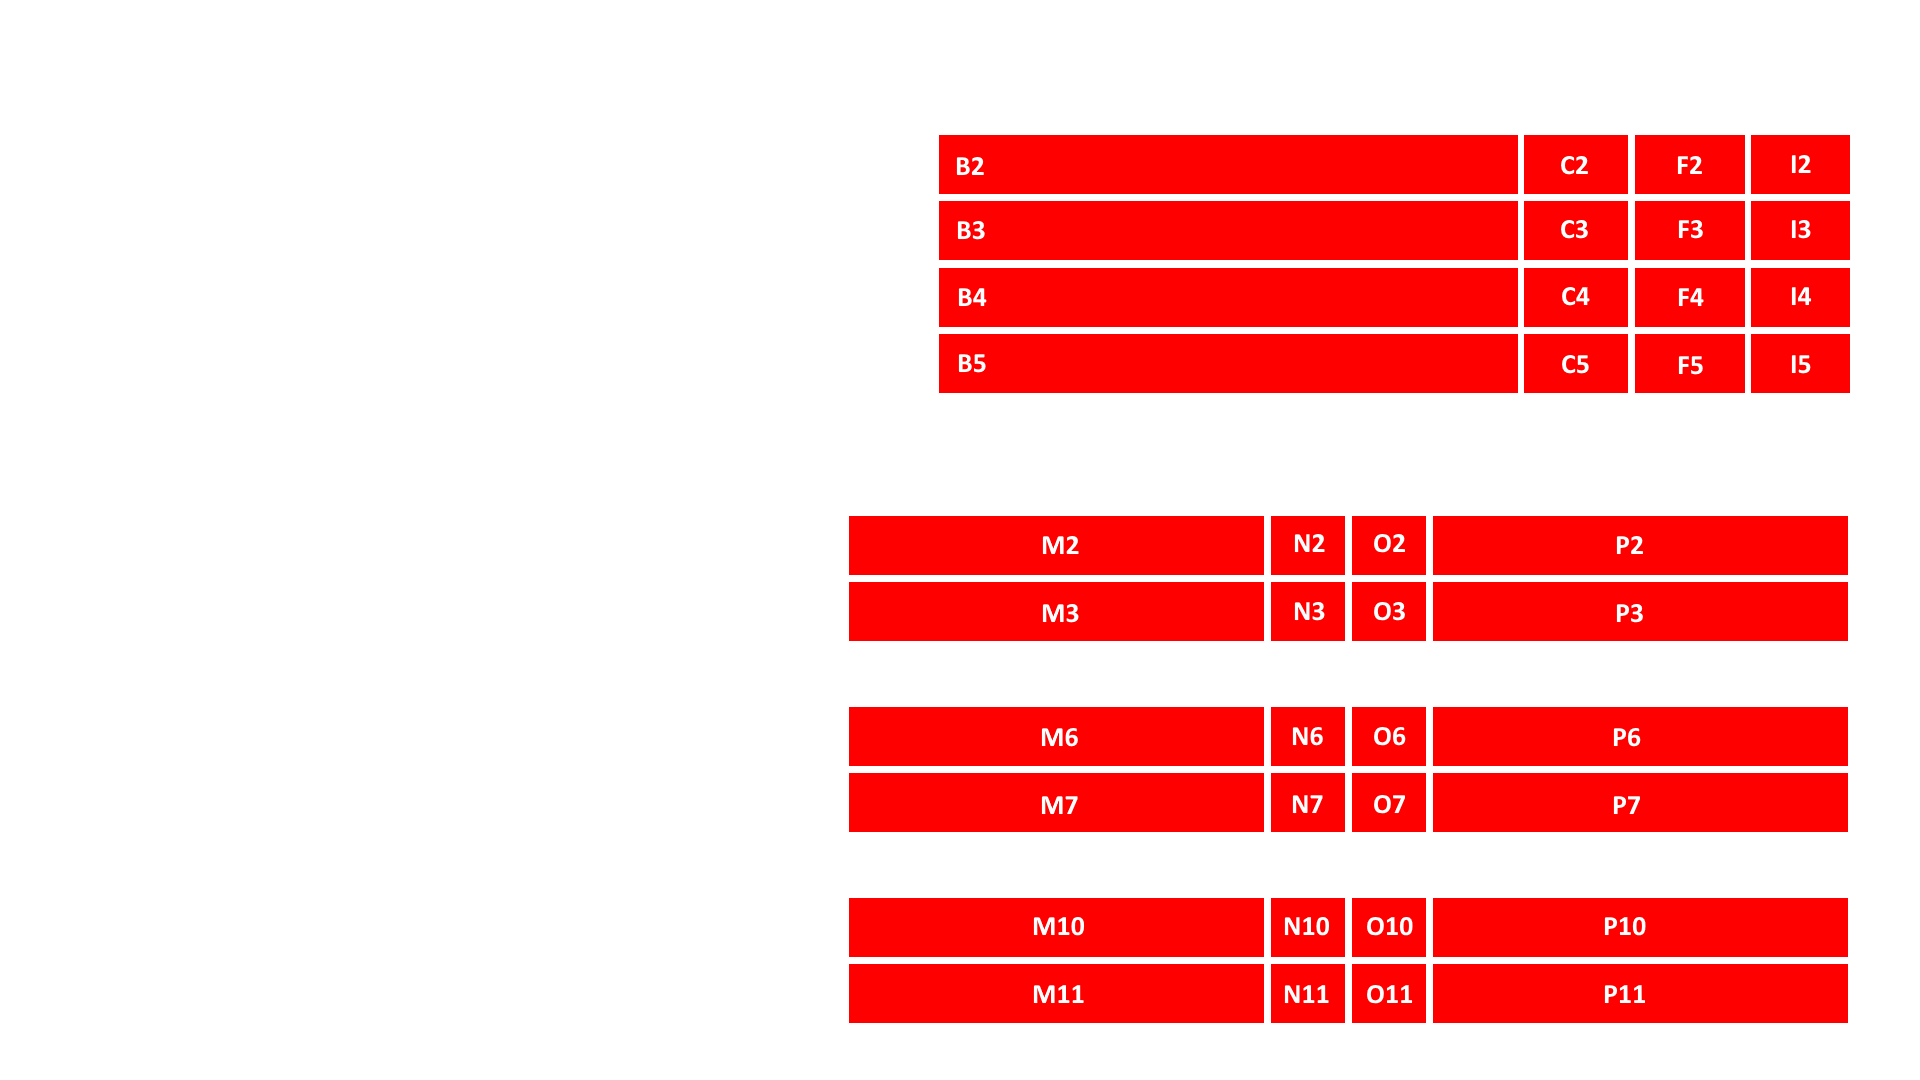 B2 C2 F2 I2
B3 C3 F3 I3
B4 C4 F4 I4
B5 C5 F5 I5
M2 N2 O2 P2
M3 N3 O3 P3
M6 N6 O6 P6
M7 N7 O7 P7
M10 N10 O10 P10
M11 N11 O11 P11